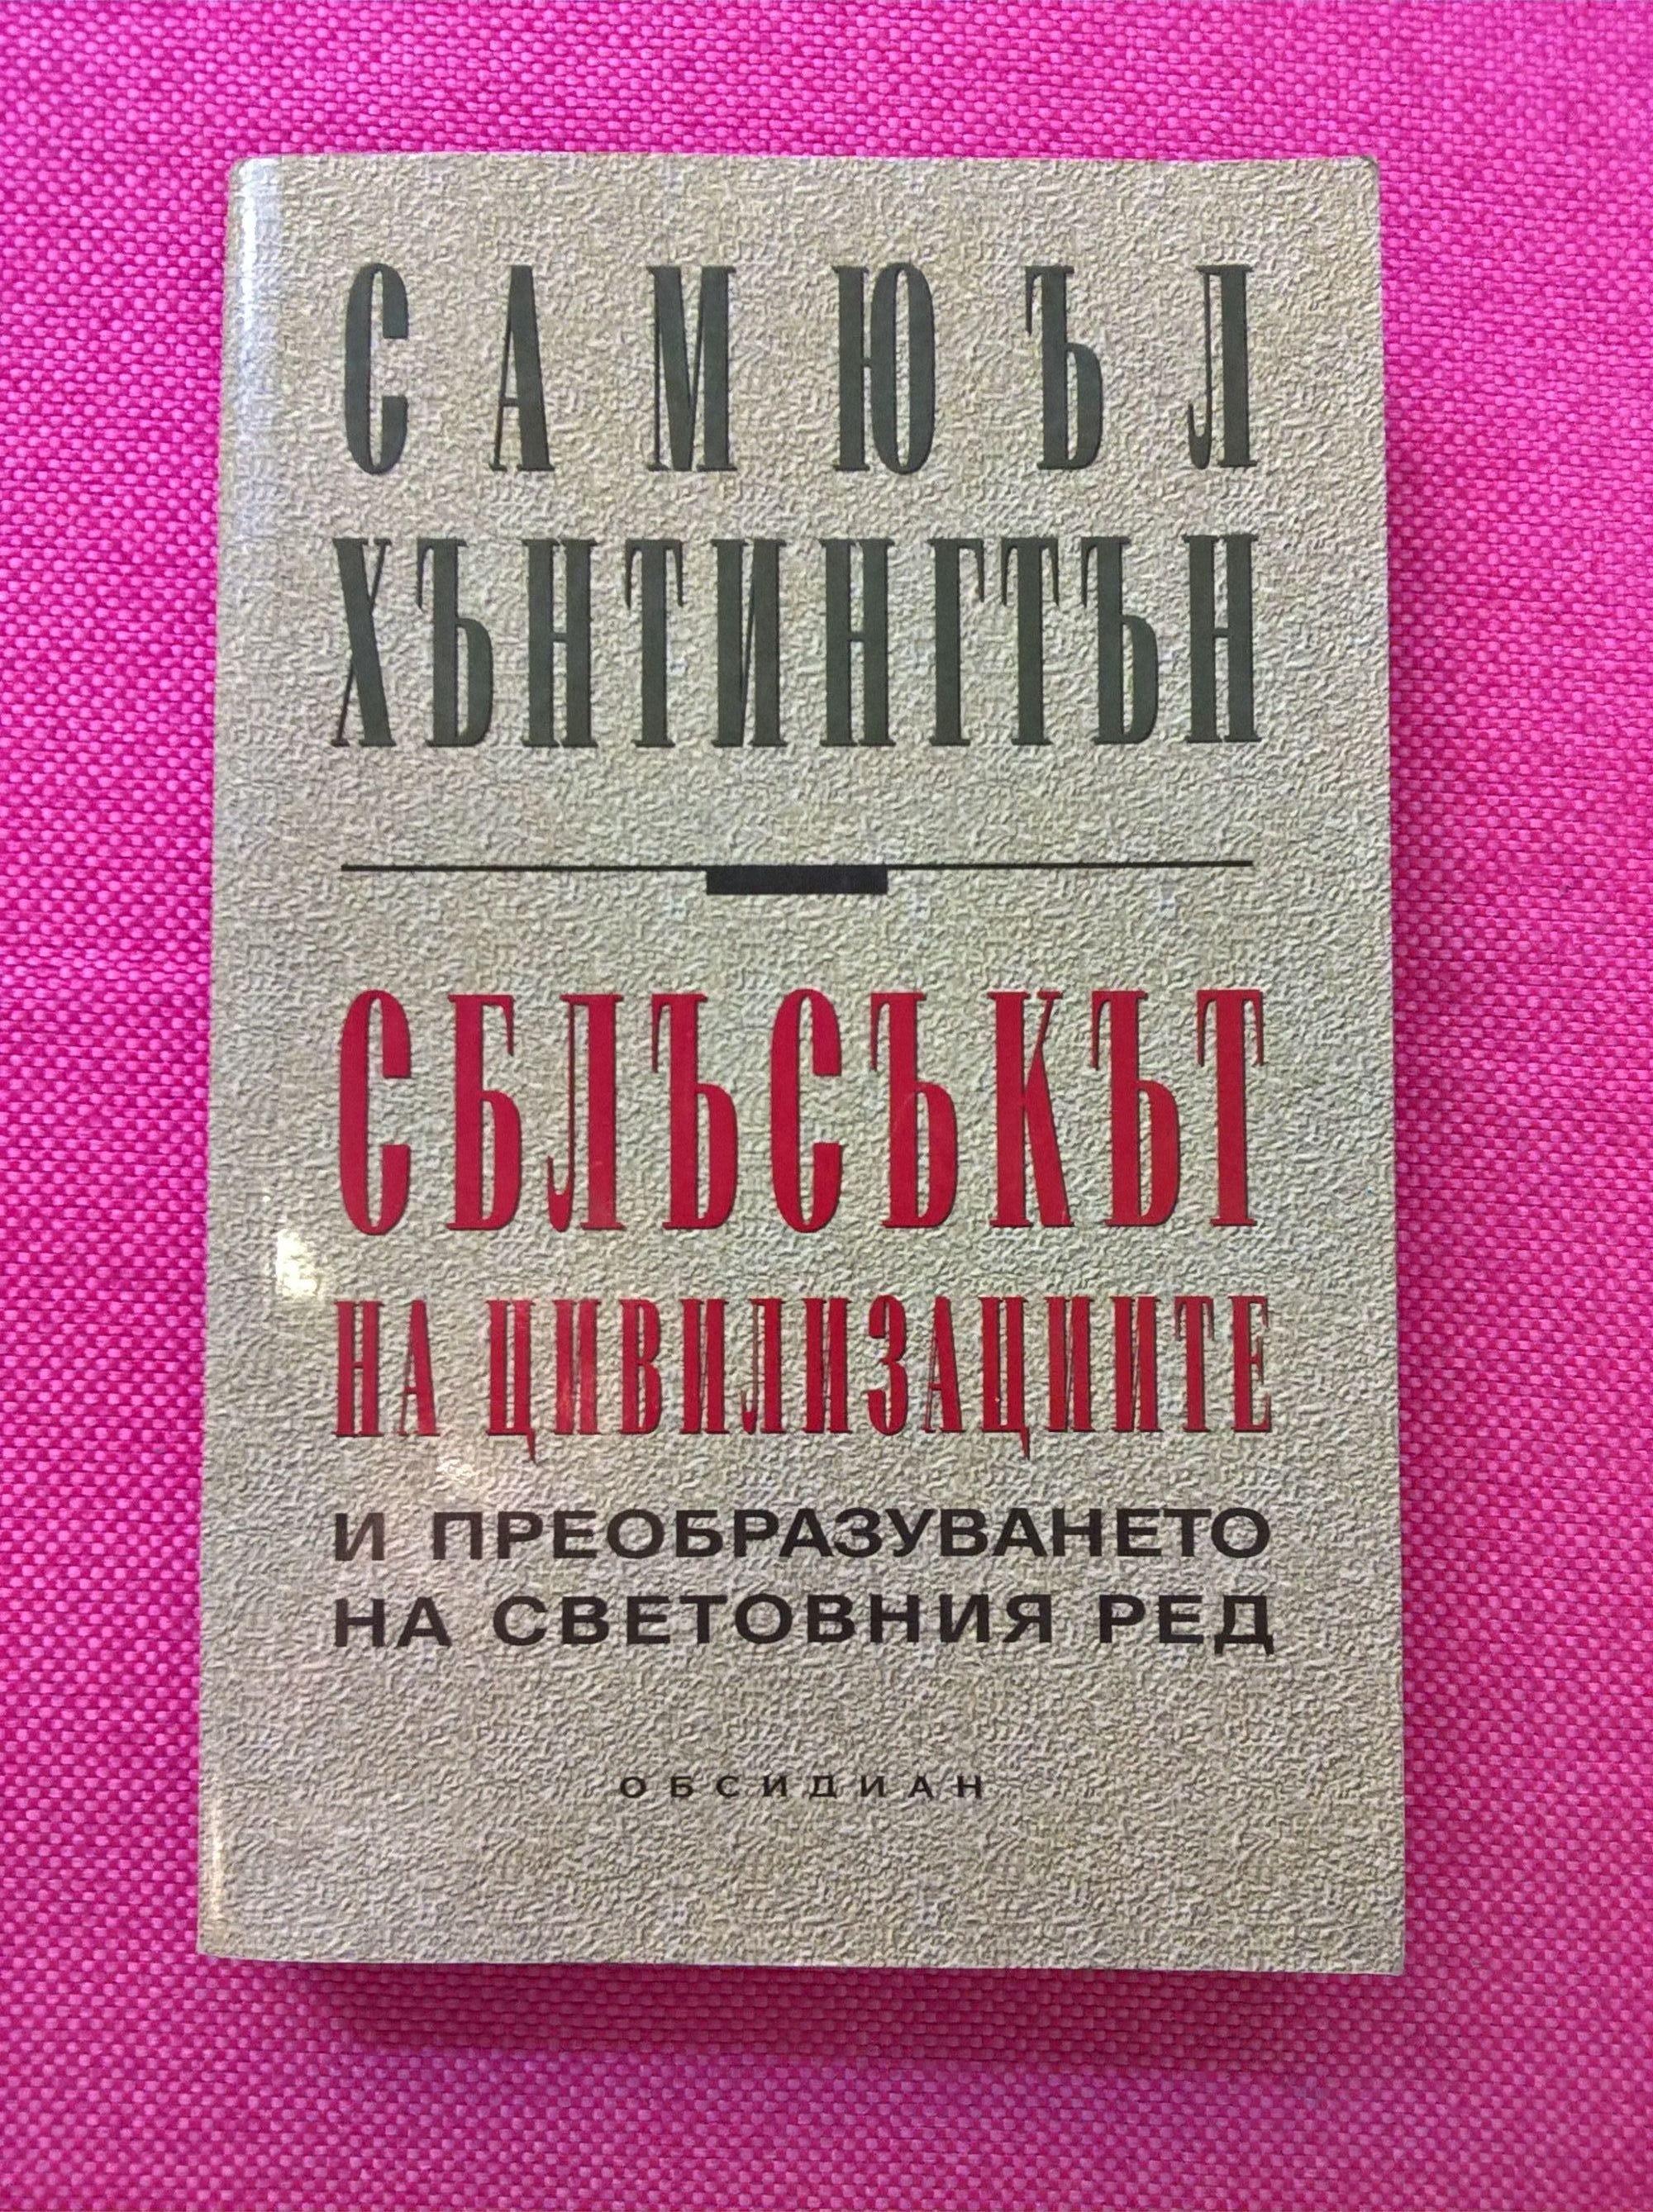 САМЮЪЛ
ХЪНТИНГТЪН
СБЛЪСЪКЪТ
НА ЦИВИЛИЗАЦИИТЕ
И ПРЕОБРАЗУВАНЕТО
НА СВЕТОВНИЯ РЕД
ОБСИДИАН